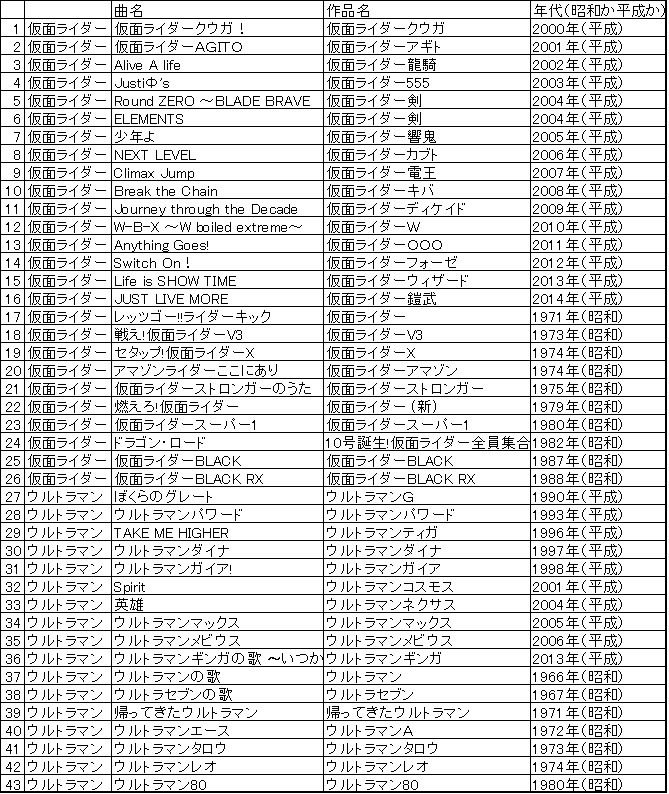 曲名 作品名 年代(昭和か平成か)
1 仮面ライダー 仮面ライダークウガ！ 仮面ライダークウガ 2000年(平成)
2 仮面ライダー 仮面ライダーAGITO 仮面ライダーアギト 2001年(平成)
3 仮面ライダー Alive A life 仮面ライダー龍騎 2002年(平成)
4 仮面ライダー JustiΦ's 仮面ライダー555 2003年(平成)
5 仮面ライダー Round ZERO ～BLADE BRAVE 仮面ライダー剣 2004年(平成)
6 仮面ライダー ELEMENTS 仮面ライダー剣 2004年(平成)
7 仮面ライダー 少年よ 仮面ライダー響鬼 2005年(平成)
8 仮面ライダー NEXT LEVEL 仮面ライダーカブト 2006年(平成)
9 仮面ライダー Climax Jump 仮面ライダー電王 2007年(平成)
10 仮面ライダー Break the Chain 仮面ライダーキバ 2008年(平成)
11 仮面ライダー Journey through the Decade 仮面ライダーディケイド 2009年(平成)
12 仮面ライダー W-B-X ～W boiled extreme～ 仮面ライダーW 2010年(平成)
13 仮面ライダー Anything Goes! 仮面ライダーOOO 2011年(平成)
14 仮面ライダー Switch On！ 仮面ライダーフォーゼ 2012年(平成)
15 仮面ライダー Life is SHOW TIME 仮面ライダーウィザード 2013年(平成)
16 仮面ライダー JUST LIVE MORE 仮面ライダー鎧武 2014年(平成)
17 仮面ライダー レッツゴー!!ライダーキック 仮面ライダー 1971年(昭和)
18 仮面ライダー 戦え!仮面ライダーV3 仮面ライダーV3 1973年(昭和)
19 仮面ライダー セタップ!仮面ライダーX 仮面ライダーX 1974年(昭和)
20 仮面ライダー アマゾンライダーここにあり 仮面ライダーアマゾン 1974年(昭和)
21 仮面ライダー 仮面ライダーストロンガーのうた 仮面ライダーストロンガー 1975年(昭和)
22 仮面ライダー 燃えろ!仮面ライダー 仮面ライダー（新） 1979年(昭和)
23 仮面ライダー 仮面ライダースーパー1 仮面ライダースーパー1 1980年(昭和)
24 仮面ライダー ドラゴン・ロード 10号誕生!仮面ライダー全員集合 1982年(昭和)
25 仮面ライダー 仮面ライダーBLACK 仮面ライダーBLACK 1987年(昭和)
26 仮面ライダー 仮面ライダーBLACK RX 仮面ライダーBLACK RX 1988年(昭和)
27 ウルトラマン ぼくらのグレート ウルトラマンG 1990年(平成)
28 ウルトラマン ウルトラマンパワード ウルトラマンパワード 1993年(平成)
29 ウルトラマン TAKE ME HIGHER ウルトラマンティガ 1996年(平成)
30 ウルトラマン ウルトラマンダイナ ウルトラマンダイナ 1997年(平成)
31 ウルトラマン ウルトラマンガイア! ウルトラマンガイア 1998年(平成)
32 ウルトラマン Spirit ウルトラマンコスモス 2001年(平成)
33 ウルトラマン 英雄 ウルトラマンネクサス 2004年(平成)
34 ウルトラマン ウルトラマンマックス ウルトラマンマックス 2005年(平成)
35 ウルトラマン ウルトラマンメビウス ウルトラマンメビウス 2006年(平成)
36 ウルトラマン ウルトラマンギンガの歌 ～いつか ウルトラマンギンガ 2013年(平成)
37 ウルトラマン ウルトラマンの歌 ウルトラマン 1966年(昭和)
38 ウルトラマン ウルトラセブンの歌 ウルトラセブン 1967年(昭和)
39 ウルトラマン 帰ってきたウルトラマン 帰ってきたウルトラマン 1971年(昭和)
40 ウルトラマン ウルトラマンエース ウルトラマンA 1972年(昭和)
41 ウルトラマン ウルトラマンタロウ ウルトラマンタロウ 1973年(昭和)
42 ウルトラマン ウルトラマンレオ ウルトラマンレオ 1974年(昭和)
43 ウルトラマン ウルトラマン80 ウルトラマン80 1980年(昭和)